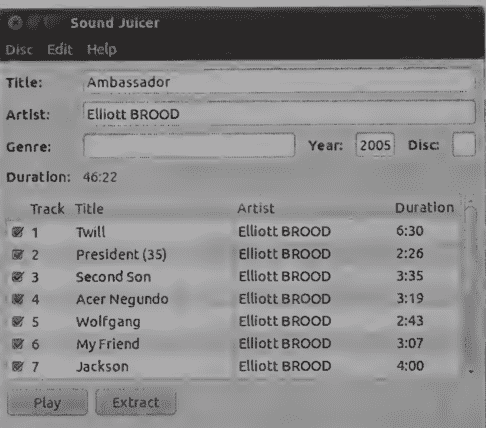 Sound Juicer
Disc Edit Help
Title: Ambassador
Artist: Elliott BROOD
Genre: Year: 2005 Disc:
Duration: 46:22
Track Title Artist Duration
1 Twill Elliott BROOD 6:30
2 President (35) Elliott BROOD 2:26
3 Second Son Elliott BROOD 3:35
4 Acer Negundo Elliott BROOD 3:19
5 Wolfgang Elliott BROOD 2:43
6 My Friend Elliott BROOD 3:07
7 Jackson Elliott BROOD 4:00
Play Extract